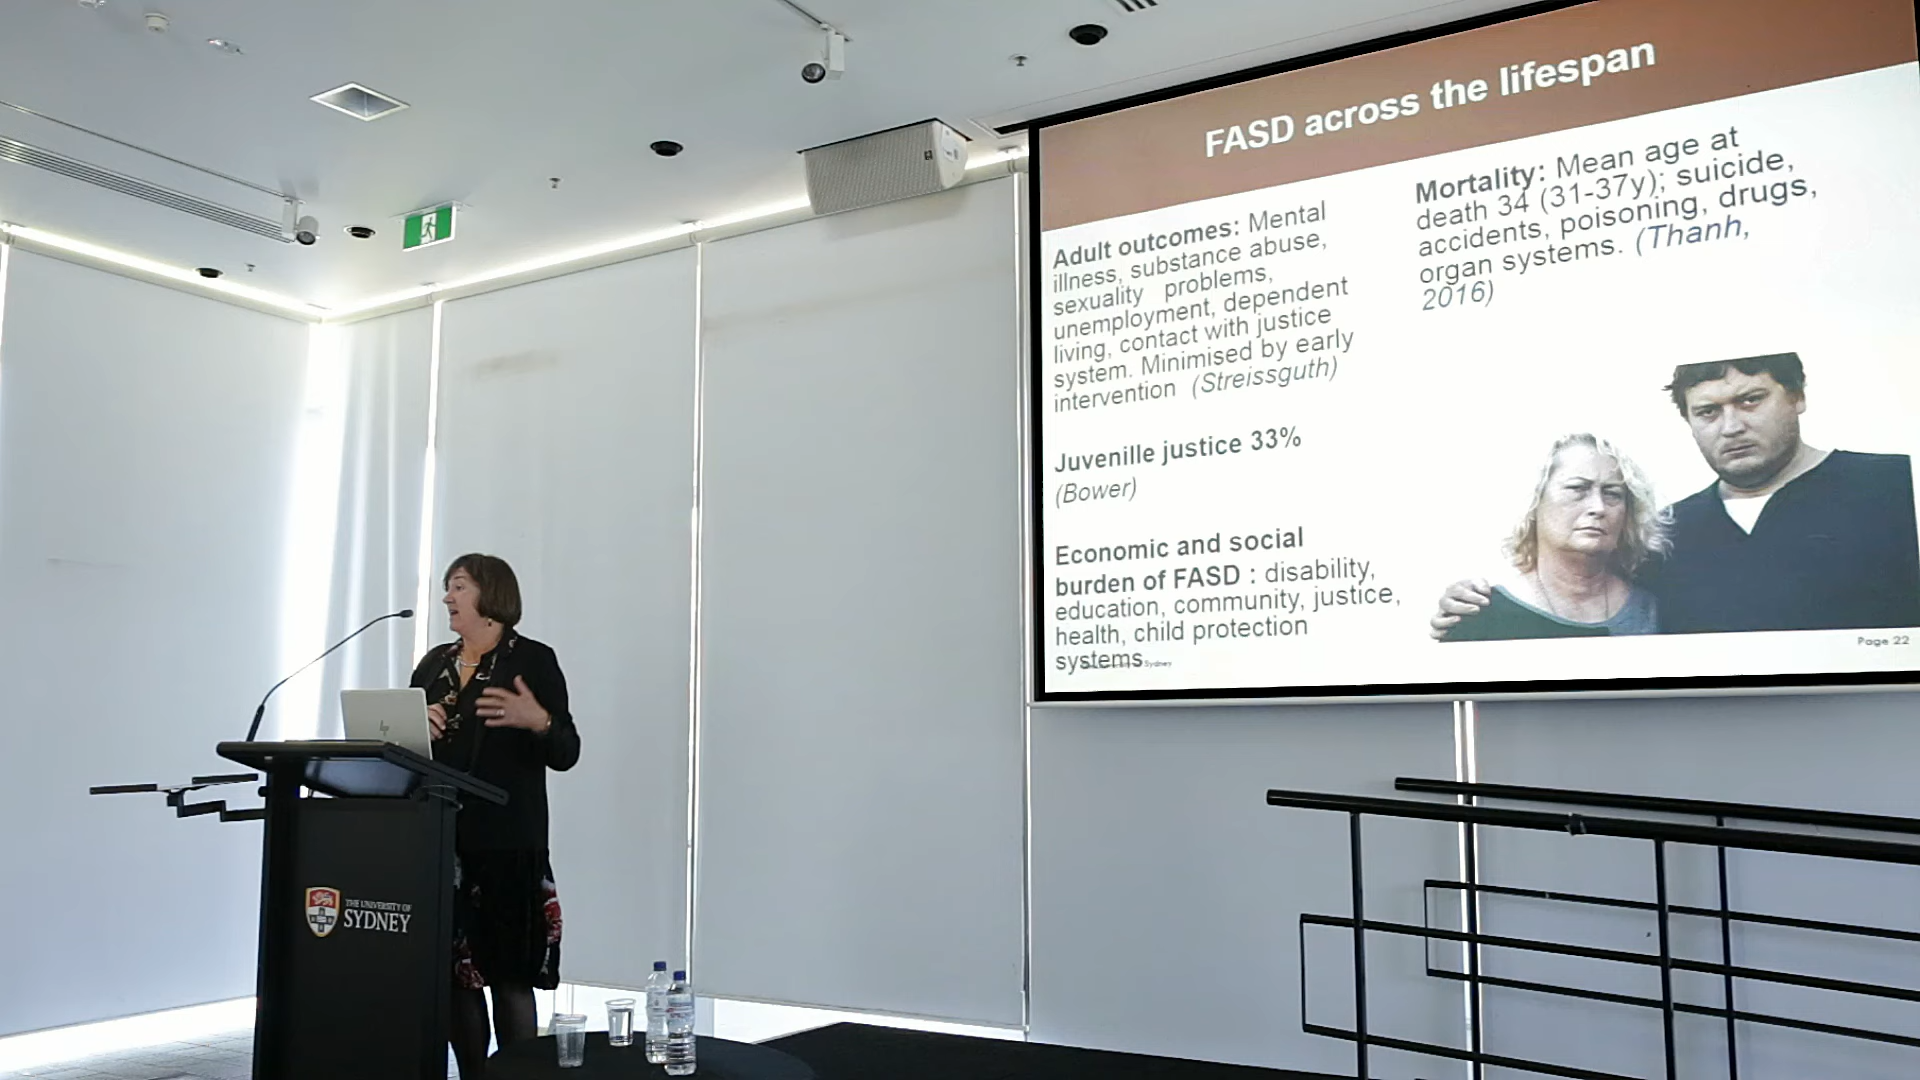 FASD across the lifespan
Adult outcomes: Mental
illness, substance abuse,
sexuality problems,
unemployment, dependent
living, contact with justice
system. Minimised by early
intervention (Streissguth)
Juvenille justice 33%
(Bower)
Economic and social
burden of FASD : disability,
education, community, justice,
health, child protection
systems
Sydney
Mortality: Mean age at
death 34 (31-37y); suicide,
accidents, poisoning, drugs,
organ systems. (Thanh,
2016)
Page 22
hp
THE UNIVERSITY OF
SYDNEY